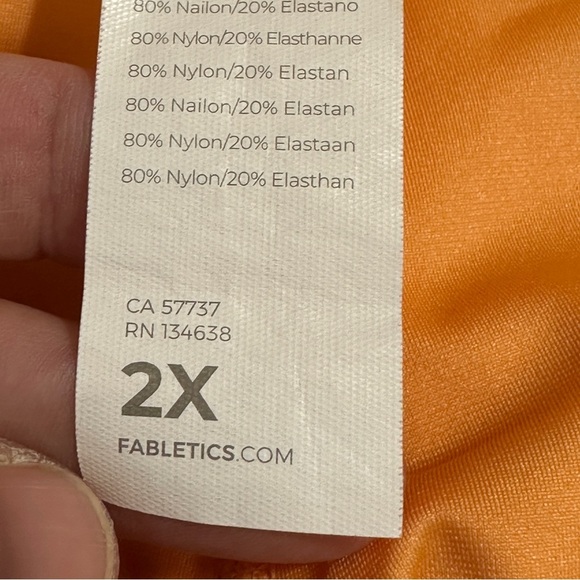 80% Nailon/20% Elastano
80% Nylon/20% Elasthanne
80% Nylon/20% Elastan
80% Nailon/20% Elastan
80% Nylon/20% Elastaan
80% Nylon/20% Elasthan
CA 57737
RN 134638
2X
FABLETICS.COM